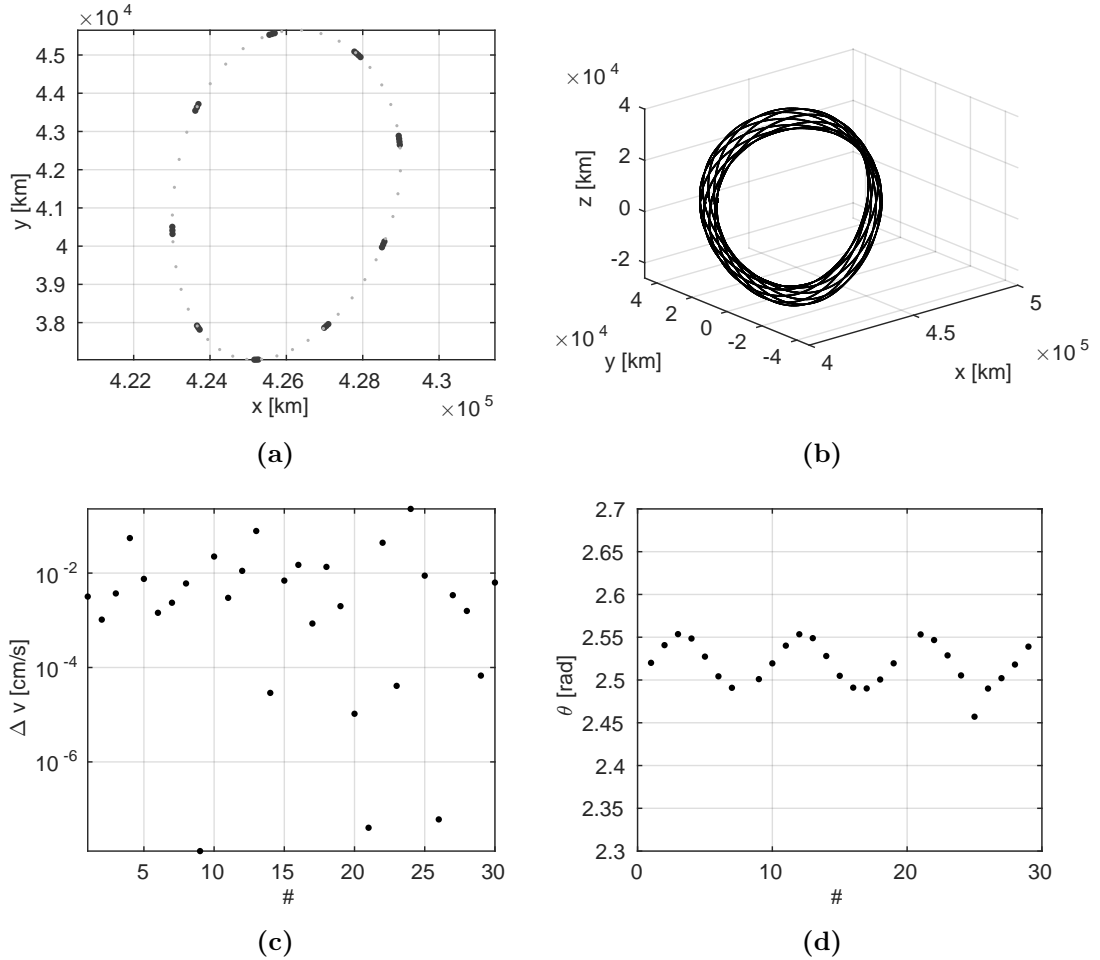 ×10 4
4.5
4.4
4.3
4.2
4.1
4
3.9
3.8
y [km]
4.22 4.24 4.26 4.28 4.3
x [km]
×10 5
(a)
×10 4
4
2
0
-2
z [km]
4
2
0
-2
-4
×10 4
y [km]
4
4.5
5
×10 5
x [km]
(b)
10 -2
10 -4
10 -6
Δ v [cm/s]
5 10 15 20 25 30
#
(c)
2.7
2.65
2.6
2.55
2.5
2.45
2.4
2.35
2.3
θ [rad]
0 10 20 30
#
(d)